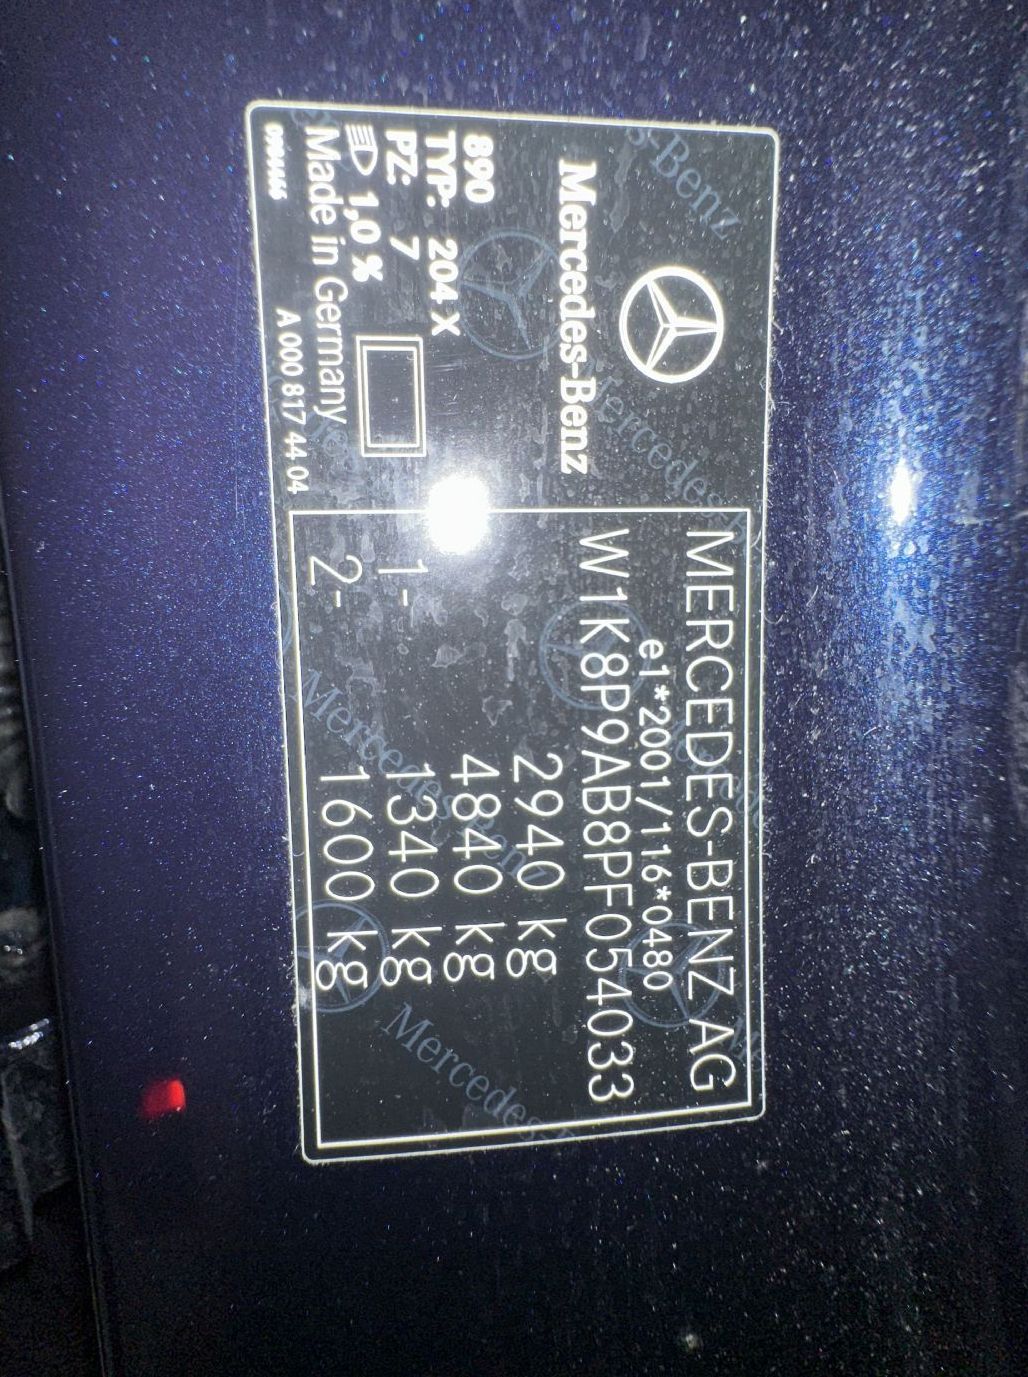 Mercedes-Benz
890
TYP: 204 X
PZ: 7
1,0 %
Made in Germany
A 000 817 44 04
MERCEDES-BENZ AG
e1*2001/116*0480
W1K8P9AB8PF054033
2940 kg
4840 kg
1- 1340 kg
2- 1600 kg